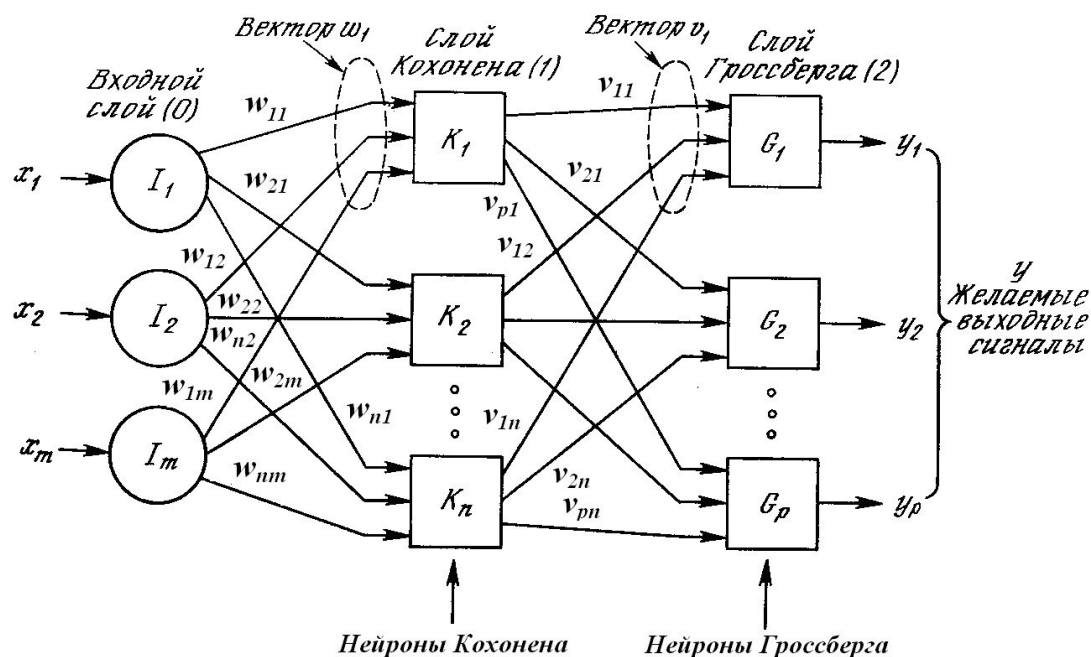 Вектор w1
Слой
Кохонена (1)
Вектор v1
Слой
Гроссберга (2)
Входной
слой (0)
w11
v11
K1
G1
y1
x1
I1
w21
v21
vp1
w12
v12
x2
I2
w22
wn2
K2
G2
y2
У
Желаемые
выходные
сигналы
w1m
w2m
wn1
v1n
xm
Im
wnm
Kn
v2n
vpn
Gp
yp
Нейроны Кохонена
Нейроны Гроссберга